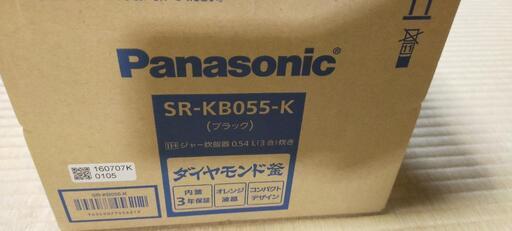 Panasonic®
SR-KB055-K
(ブラック)
IH ジャー炊飯器 0.54 L(3合)炊き
160707K
0105
ダイヤモンド釜
SR-KB055-K
内釜
3年保証
オレンジ
液晶
コンパクト
デザイン